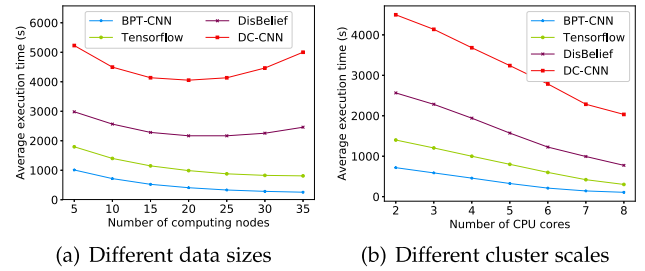 BPT-CNN
Tensorflow
DisBelief
DC-CNN
Average execution time (s)
6000
5000
4000
3000
2000
1000
0
5 10 15 20 25 30 35
Number of computing nodes
(a) Different data sizes
BPT-CNN
Tensorflow
DisBelief
DC-CNN
Average execution time (s)
4000
3000
2000
1000
0
2 3 4 5 6 7 8
Number of CPU cores
(b) Different cluster scales